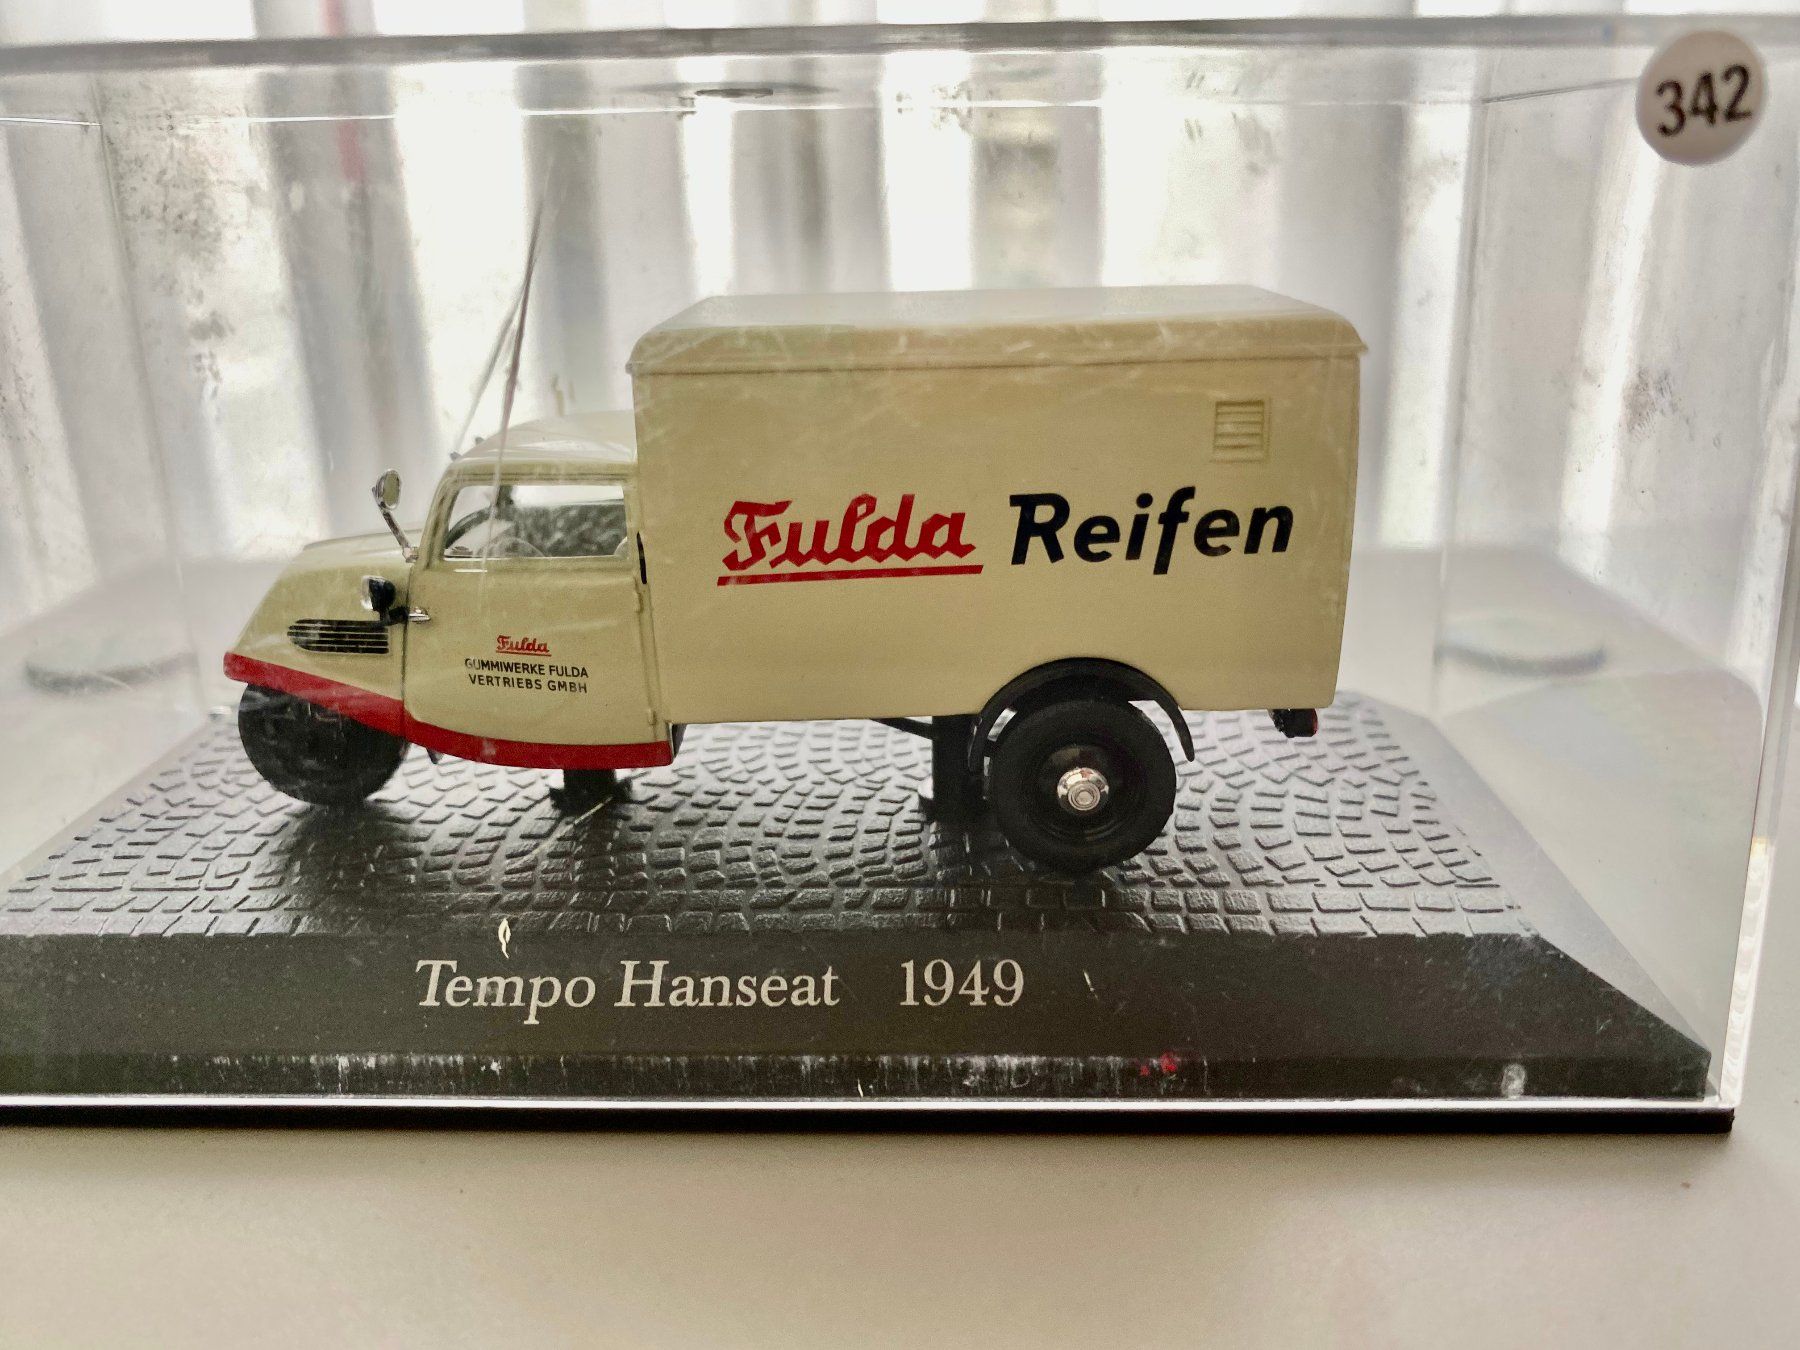 342
Fulda Reifen
Fulda
GUMMIWERKE FULDA
VERTRIEBS GMBH
Tempo Hanseat 1949